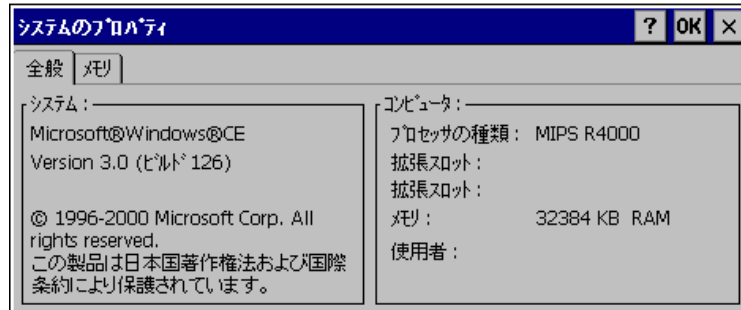 システムのプロパティ
? OK ×
全般 メモリ
システム:
Microsoft®Windows®CE
Version 3.0 (ビルド126)
© 1996-2000 Microsoft Corp. All
rights reserved.
この製品は日本国著作権法および国際
条約により保護されています。
コンピュータ:
プロセッサの種類: MIPS R4000
拡張スロット:
拡張スロット:
メモリ: 32384 KB RAM
使用者: